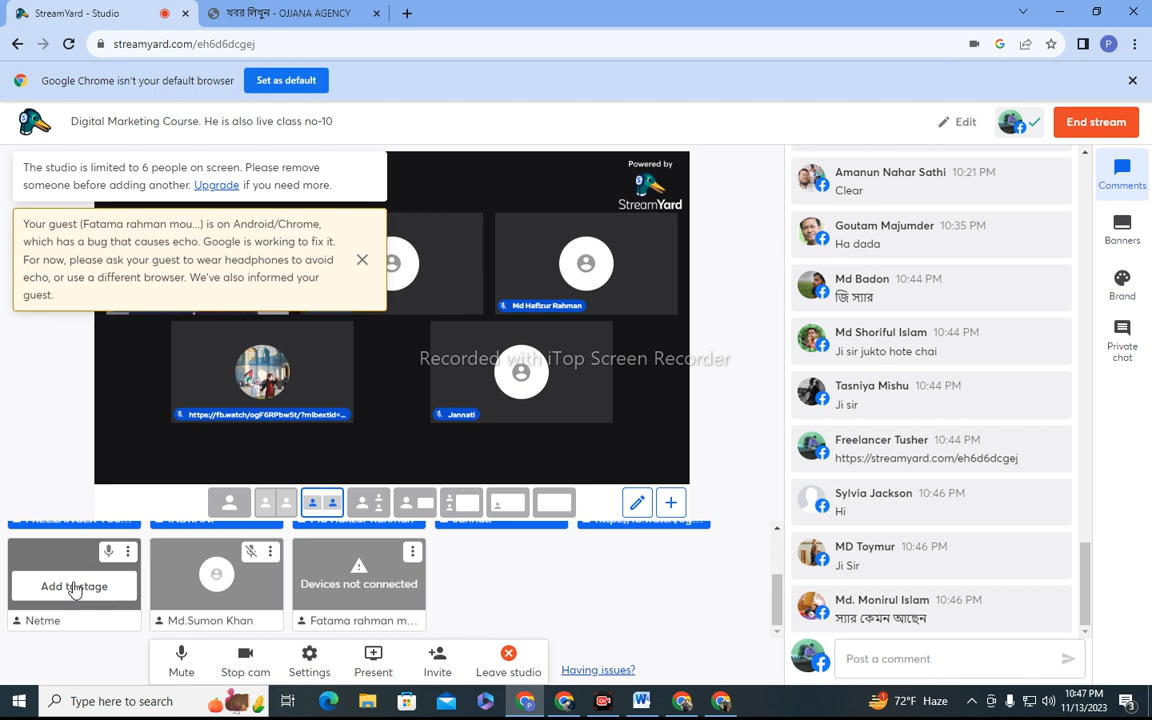 StreamYard - Studio
খবর লিখুন - OJJANA AGENCY
streamyard.com/eh6d6dcgej
P
Google Chrome isn't your default browser
Set as default
Digital Marketing Course. He is also live class no-10
Edit
End stream
The studio is limited to 6 people on screen. Please remove
someone before adding another. Upgrade if you need more.
Your guest (Fatama rahman mou...) is on Android/Chrome,
which has a bug that causes echo. Google is working to fix it.
For now, please ask your guest to wear headphones to avoid
echo, or use a different browser. We've also informed your
guest.
Powered by
StreamYard
Md Hafizur Rahman
Recorded with iTop Screen Recorder
https://fb.watch/ogF6RPbw5t/?mibextid=...
Jannati
Add to stage
Netme
Md.Sumon Khan
Devices not connected
Fatama rahman m...
Mute
Stop cam
Settings
Present
Invite
Leave studio
Having issues?
Amanun Nahar Sathi 10:21 PM
Clear
Goutam Majumder 10:35 PM
Ha dada
Md Badon 10:44 PM
জি স্যার
Md Shoriful Islam 10:44 PM
Ji sir jukto hote chai
Tasniya Mishu 10:44 PM
Ji sir
Freelancer Tusher 10:44 PM
https://streamyard.com/eh6d6dcgej
Sylvia Jackson 10:46 PM
Hi
MD Toymur 10:46 PM
Ji Sir
Md. Monirul Islam 10:46 PM
স্যার কেমন আছেন
Post a comment
Comments
Banners
Brand
Private
chat
Type here to search
72°F Haze
10:47 PM
11/13/2023
3